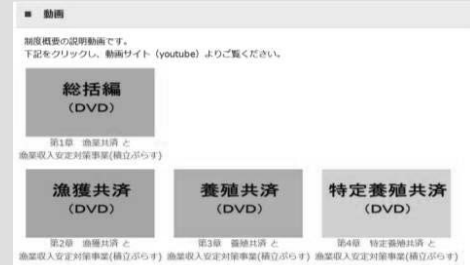 ■ 動画
制度概要の説明動画です。
下記をクリックし、動画サイト（youtube）よりご覧ください。
総括編
（DVD）
第1章 漁業共済 と
漁業収入安定対策事業(積立ぷらす)
漁獲共済
（DVD）
第2章 漁獲共済 と
漁業収入安定対策事業(積立ぷらす)
養殖共済
（DVD）
第3章 養殖共済 と
漁業収入安定対策事業(積立ぷらす)
特定養殖共済
（DVD）
第4章 特定養殖共済 と
漁業収入安定対策事業(積立ぷらす)